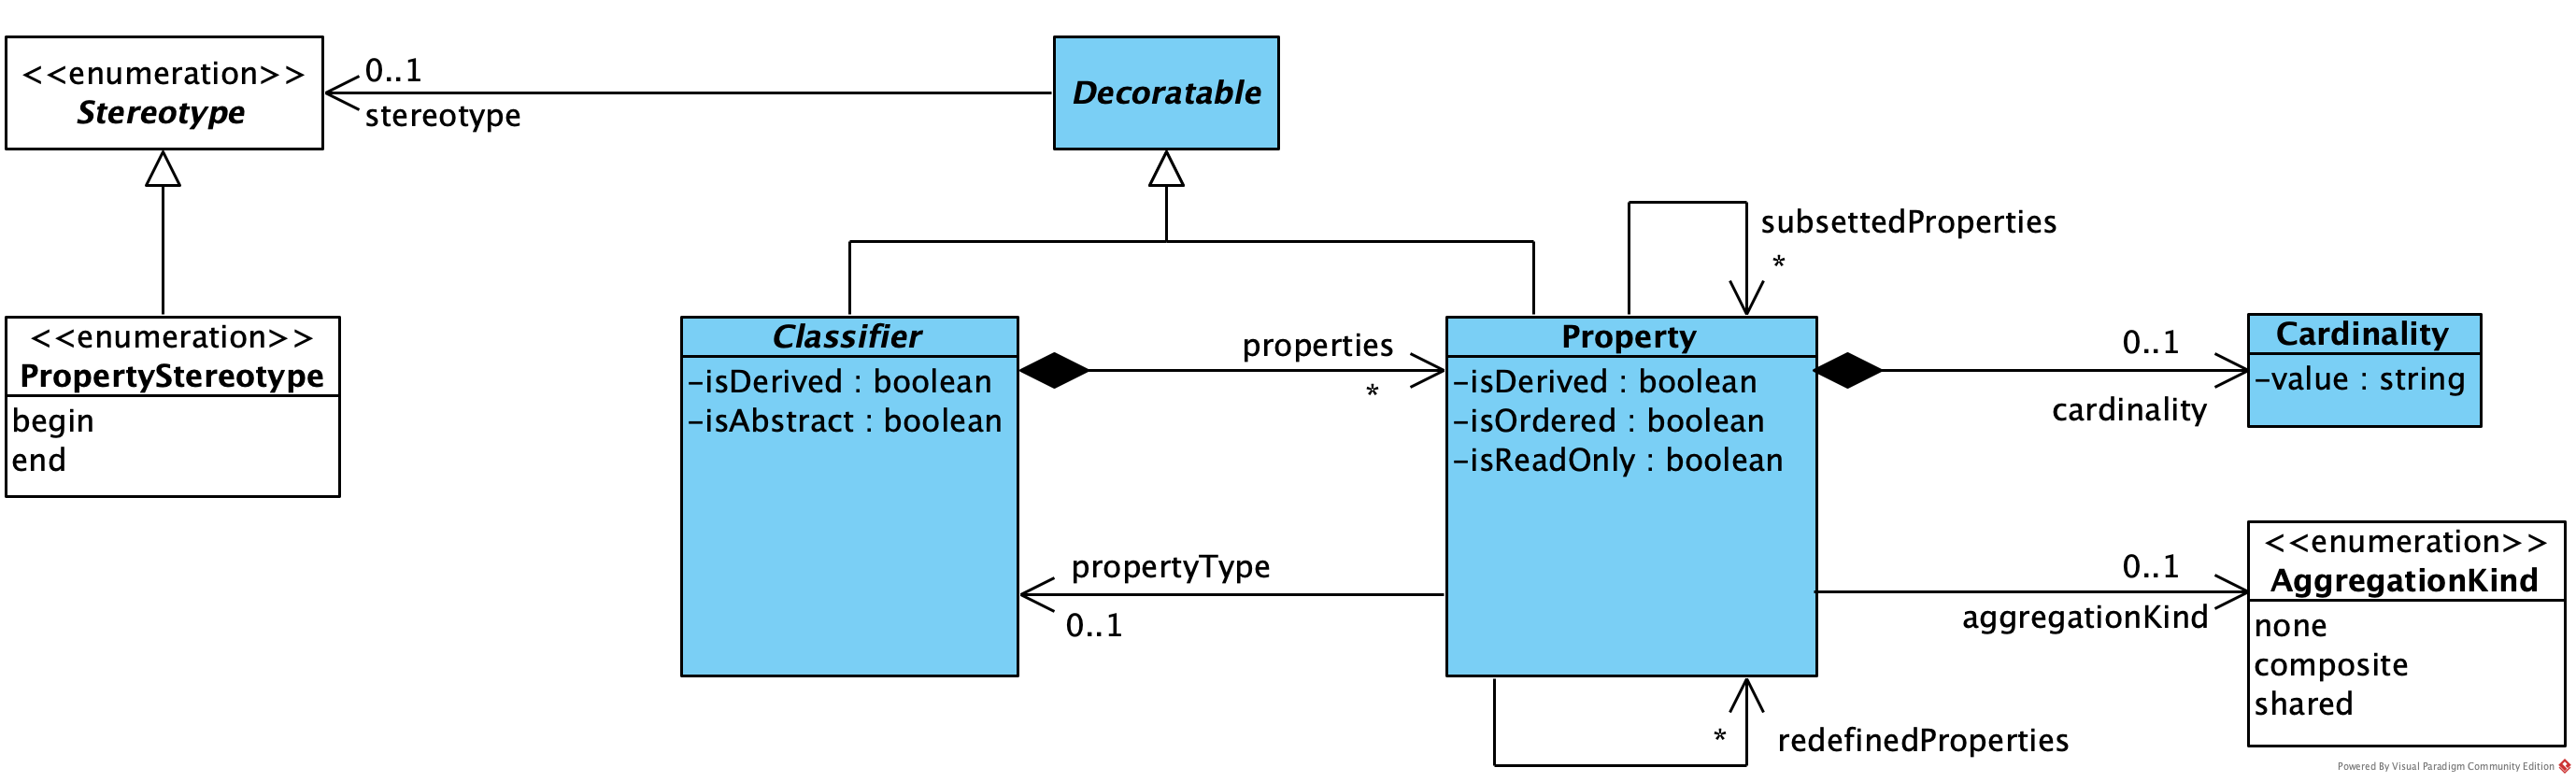 <<enumeration>>
Stereotype
0..1
stereotype
Decoratable
<<enumeration>>
PropertyStereotype
begin
end
Classifier
-isDerived : boolean
-isAbstract : boolean
properties
*
propertyType
0..1
Property
-isDerived : boolean
-isOrdered : boolean
-isReadOnly : boolean
subsettedProperties
*
0..1
cardinality
Cardinality
-value : string
0..1
aggregationKind
<<enumeration>>
AggregationKind
none
composite
shared
*
redefinedProperties
Powered By Visual Paradigm Community Edition